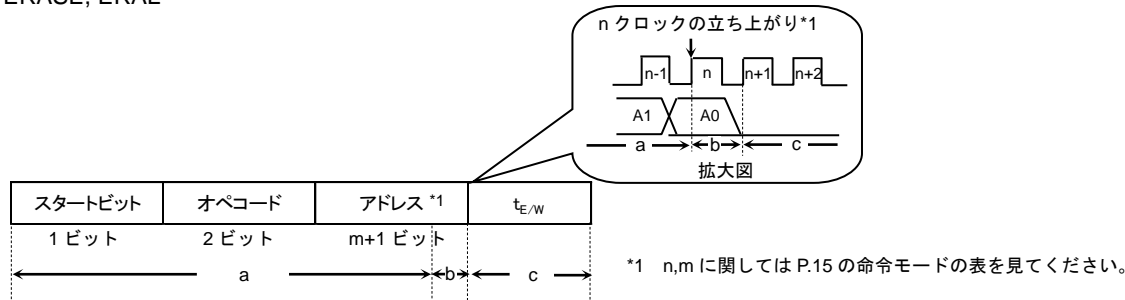 ERASE, ERAL
n クロックの立ち上がり*1
n-1 n n+1 n+2
A1 A0
a b c
拡大図
スタートビット オペコード アドレス *1 tE/W
1 ビット 2 ビット m+1 ビット
a b c
*1 n,m に関しては P.15 の命令モードの表を見てください。